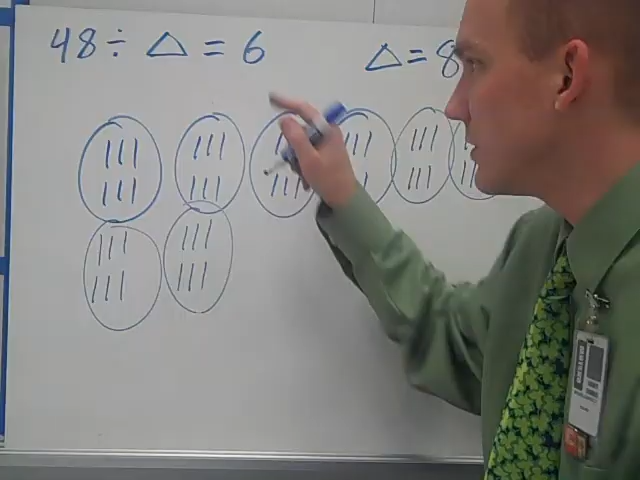 48 ÷ △ = 6
△ = 8